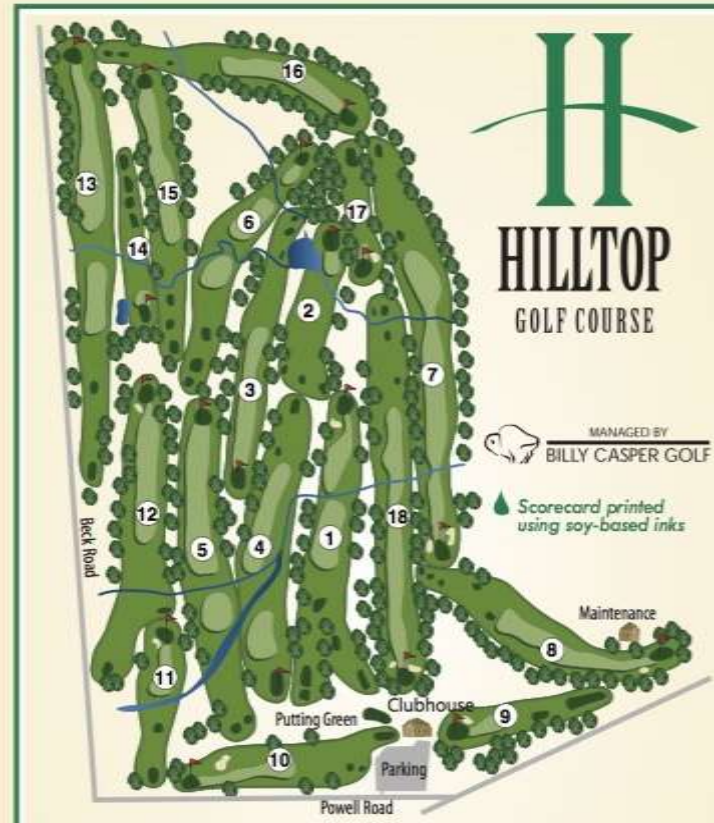 H
HILLTOP
GOLF COURSE
MANAGED BY
BILLY CASPER GOLF
Scorecard printed
using soy-based inks
16
13
15
17
6
14
2
7
3
12
18
5
4
1
Beck Road
Maintenance
8
11
Clubhouse
9
Putting Green
10
Parking
Powell Road